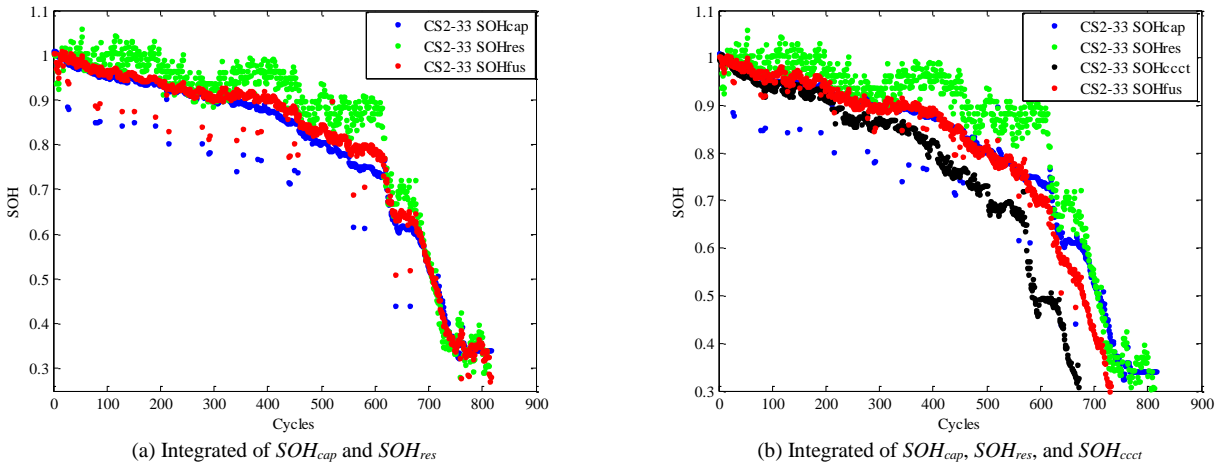 1.1
1
0.9
0.8
0.7
0.6
0.5
0.4
0.3
SOH
0
100
200
300
400
500
600
700
800
900
Cycles
CS2-33 SOHcap
CS2-33 SOHres
CS2-33 SOHfus
(a) Integrated of SOHcap and SOHres
1.1
1
0.9
0.8
0.7
0.6
0.5
0.4
0.3
SOH
0
100
200
300
400
500
600
700
800
900
Cycles
CS2-33 SOHcap
CS2-33 SOHres
CS2-33 SOHccct
CS2-33 SOHfus
(b) Integrated of SOHcap, SOHres, and SOHccct